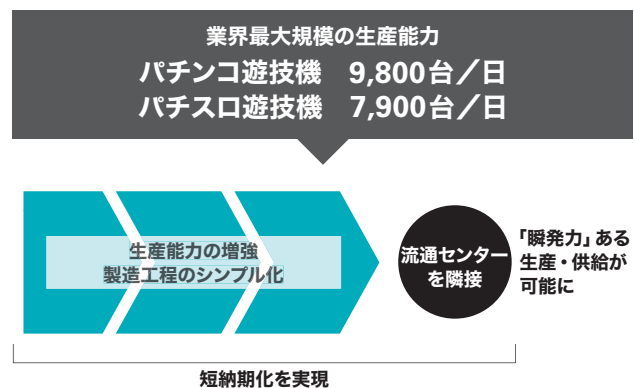 業界最大規模の生産能力
パチンコ遊技機 9,800台／日
パチスロ遊技機 7,900台／日
生産能力の増強
製造工程のシンプル化
流通センター
を隣接
「瞬発力」ある
生産・供給が
可能に
短納期化を実現